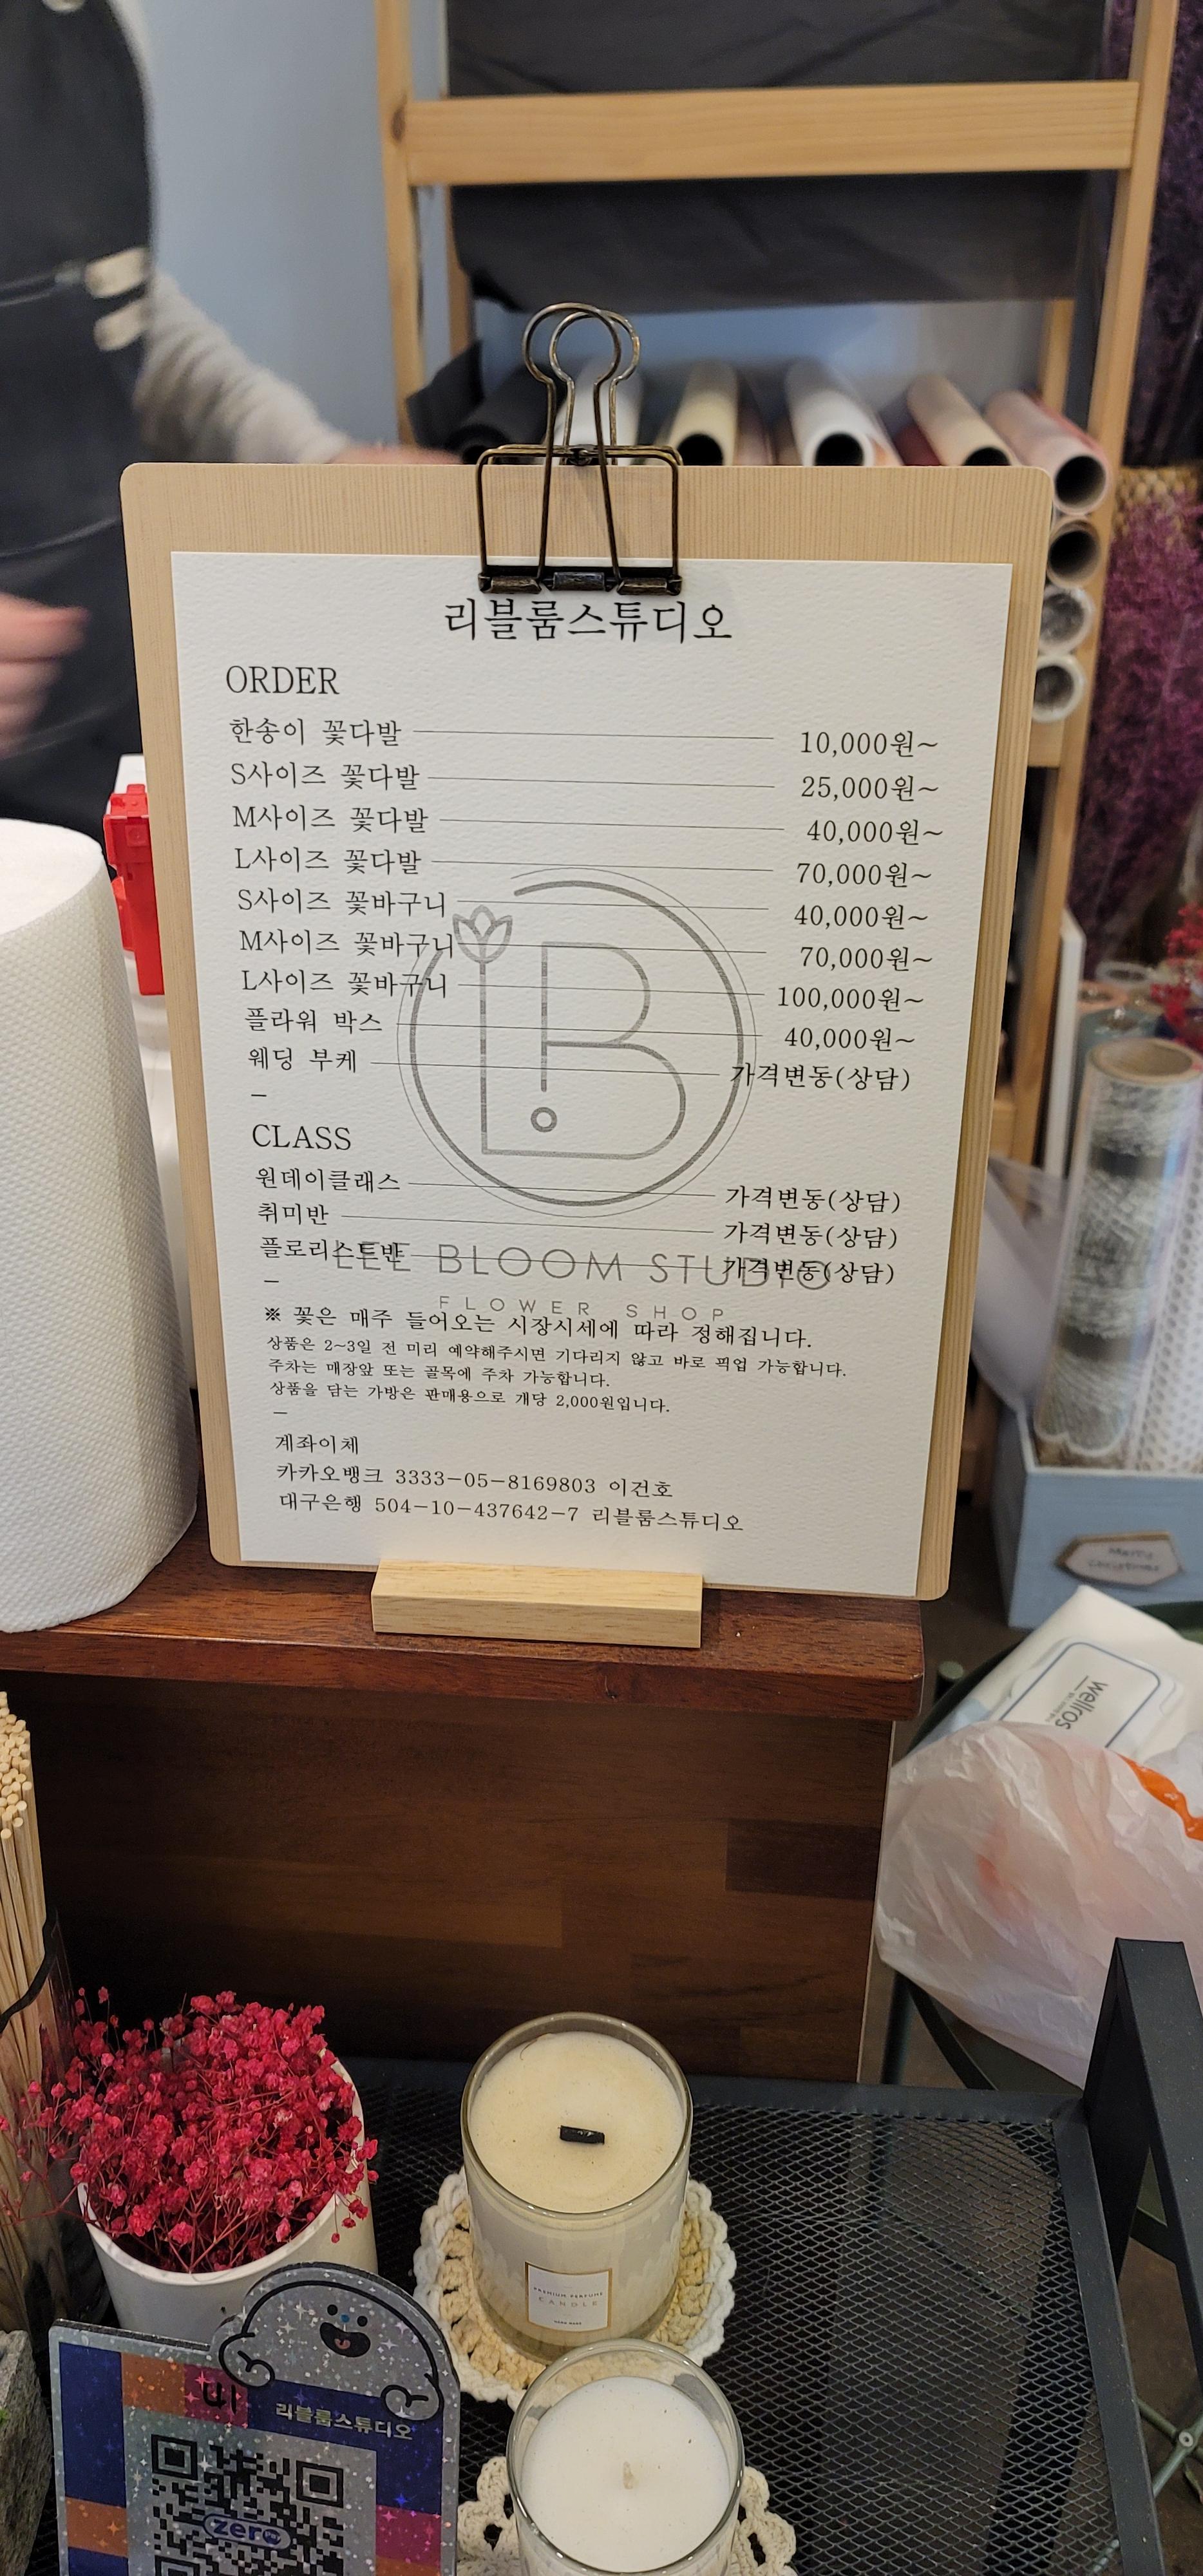 리블룸스튜디오
ORDER
한송이 꽃다발 10,000원~
S사이즈 꽃다발 25,000원~
M사이즈 꽃다발 40,000원~
L사이즈 꽃다발 70,000원~
S사이즈 꽃바구니 40,000원~
M사이즈 꽃바구니 70,000원~
L사이즈 꽃바구니 100,000원~
플라워 박스 40,000원~
웨딩 부케 가격변동(상담)
–
CLASS
원데이클래스 가격변동(상담)
취미반 가격변동(상담)
플로리스트반 가격변동(상담)
–
LEE BLOOM STUDIO
FLOWER SHOP
※ 꽃은 매주 들어오는 시장시세에 따라 정해집니다.
상품은 2~3일 전 미리 예약해주시면 기다리지 않고 바로 픽업 가능합니다.
주차는 매장앞 또는 골목에 주차 가능합니다.
상품을 담는 가방은 판매용으로 개당 2,000원입니다.
–
계좌이체
카카오뱅크 3333-05-8169803 이건호
대구은행 504-10-437642-7 리블룸스튜디오
wellros
PREMIUM PERFUME
CANDLE
리블룸스튜디오
zero